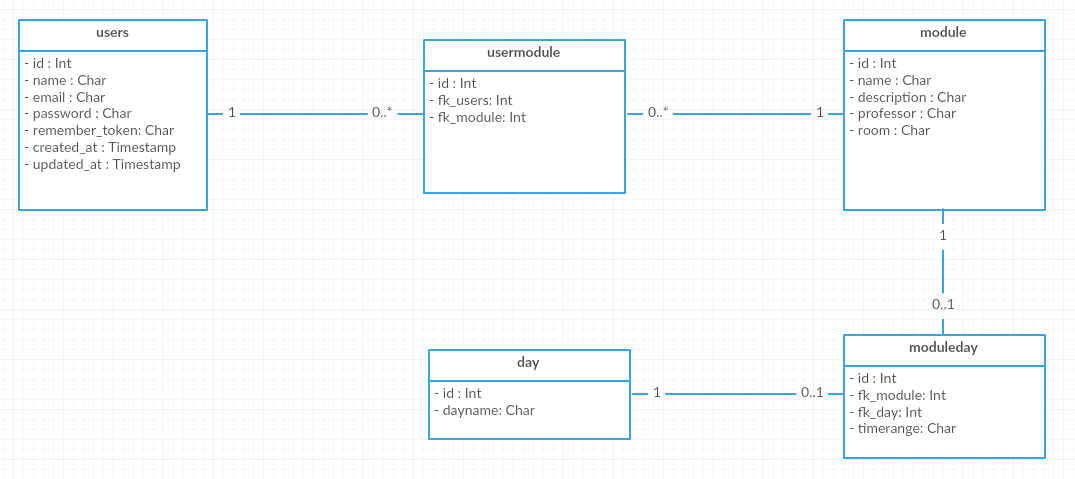 users
- id : Int
- name : Char
- email : Char
- password : Char
- remember_token: Char
- created_at : Timestamp
- updated_at : Timestamp
1
0..*
usermodule
- id : Int
- fk_users: Int
- fk_module: Int
0..*
1
module
- id : Int
- name : Char
- description : Char
- professor : Char
- room : Char
1
0..1
day
- id : Int
- dayname: Char
1
0..1
moduleday
- id : Int
- fk_module: Int
- fk_day: Int
- timerange: Char